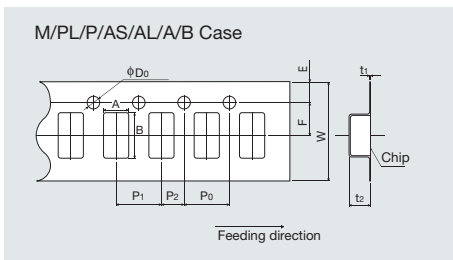 M/PL/P/AS/AL/A/B Case
ϕD0
E
t1
A
F
B
W
Chip
P1
P2
P0
t2
Feeding direction